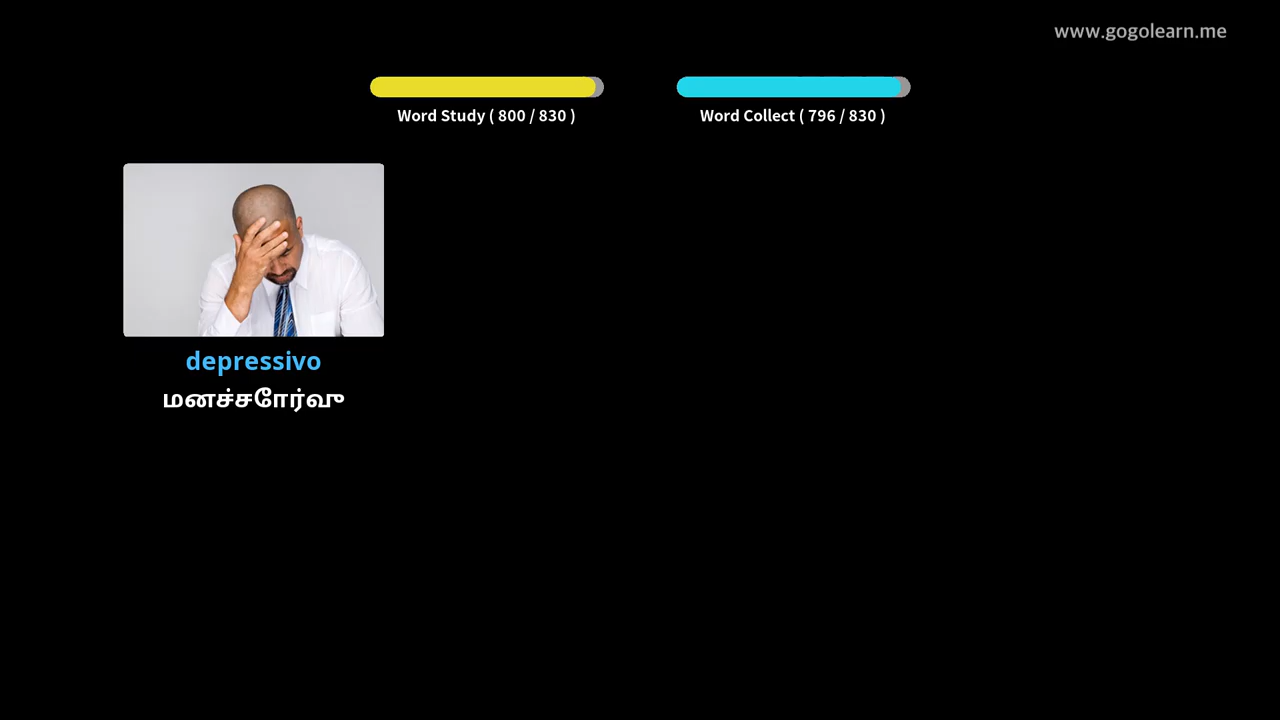 www.gogolearn.me
Word Study ( 800 / 830 )
Word Collect ( 796 / 830 )
depressivo
மனச்சோர்வு